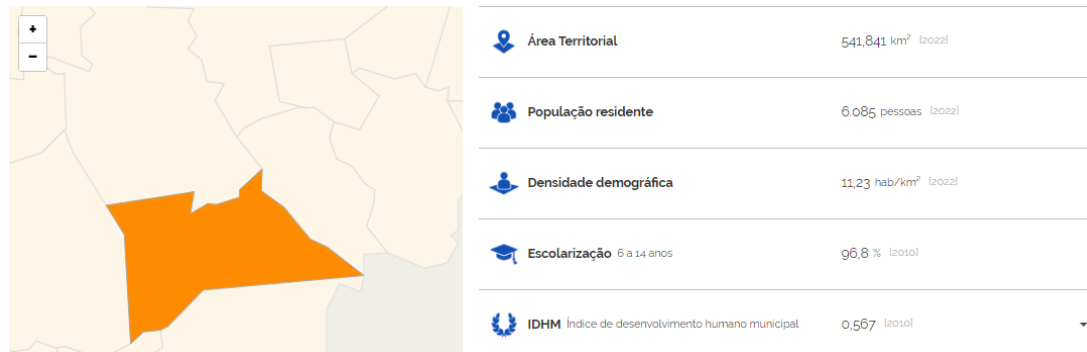 +
−
Área Territorial 541,841 km² [2022]
População residente 6.085 pessoas [2022]
Densidade demográfica 11,23 hab/km² [2022]
Escolarização 6 a 14 anos 96,8 % [2010]
IDHM Índice de desenvolvimento humano municipal 0,567 [2010]